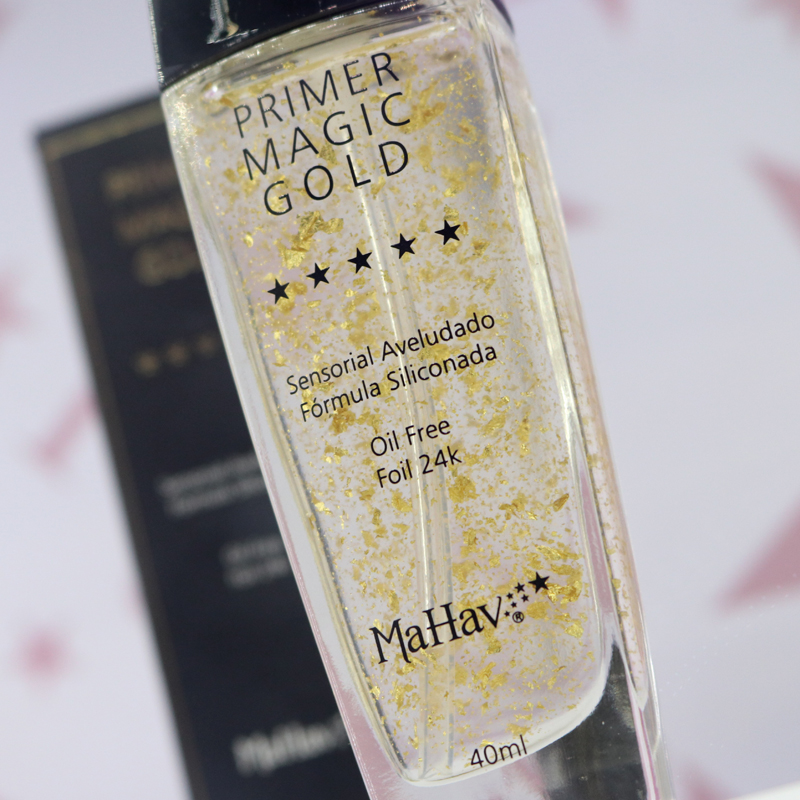 PRIMER
MAGIC
GOLD
Sensorial Aveludado
Fórmula Siliconada
Oil Free
Foil 24k
MaHav®
40ml